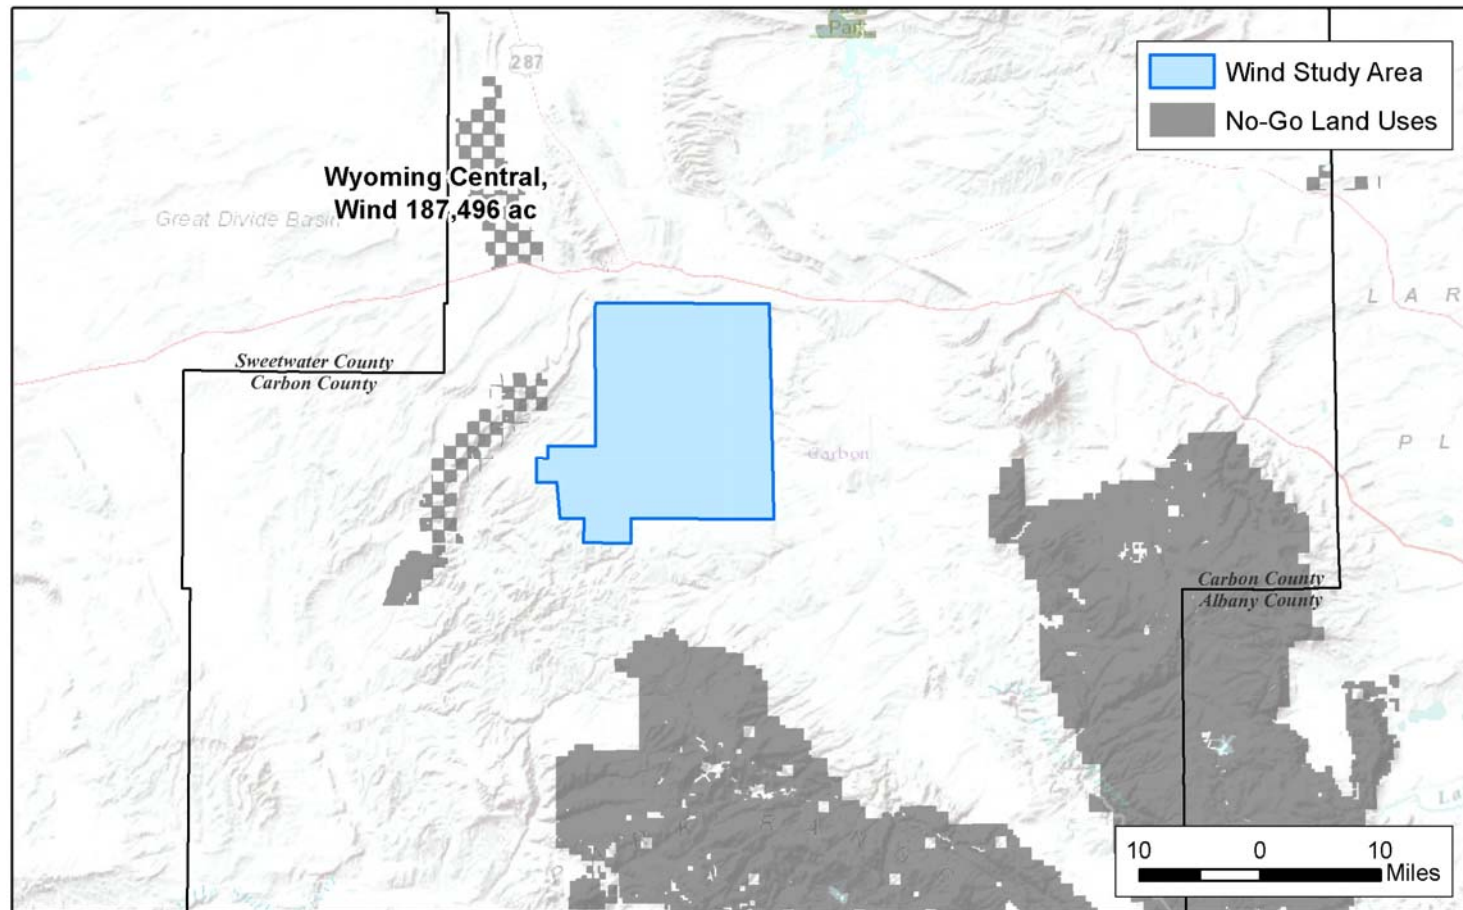 Park
287
Wind Study Area
No-Go Land Uses
Wyoming Central,
Wind 187,496 ac
Great Divide Basin
L A R
Sweetwater County
Carbon County
P L
Carbon
Carbon County
Albany County
10 0 10
Miles